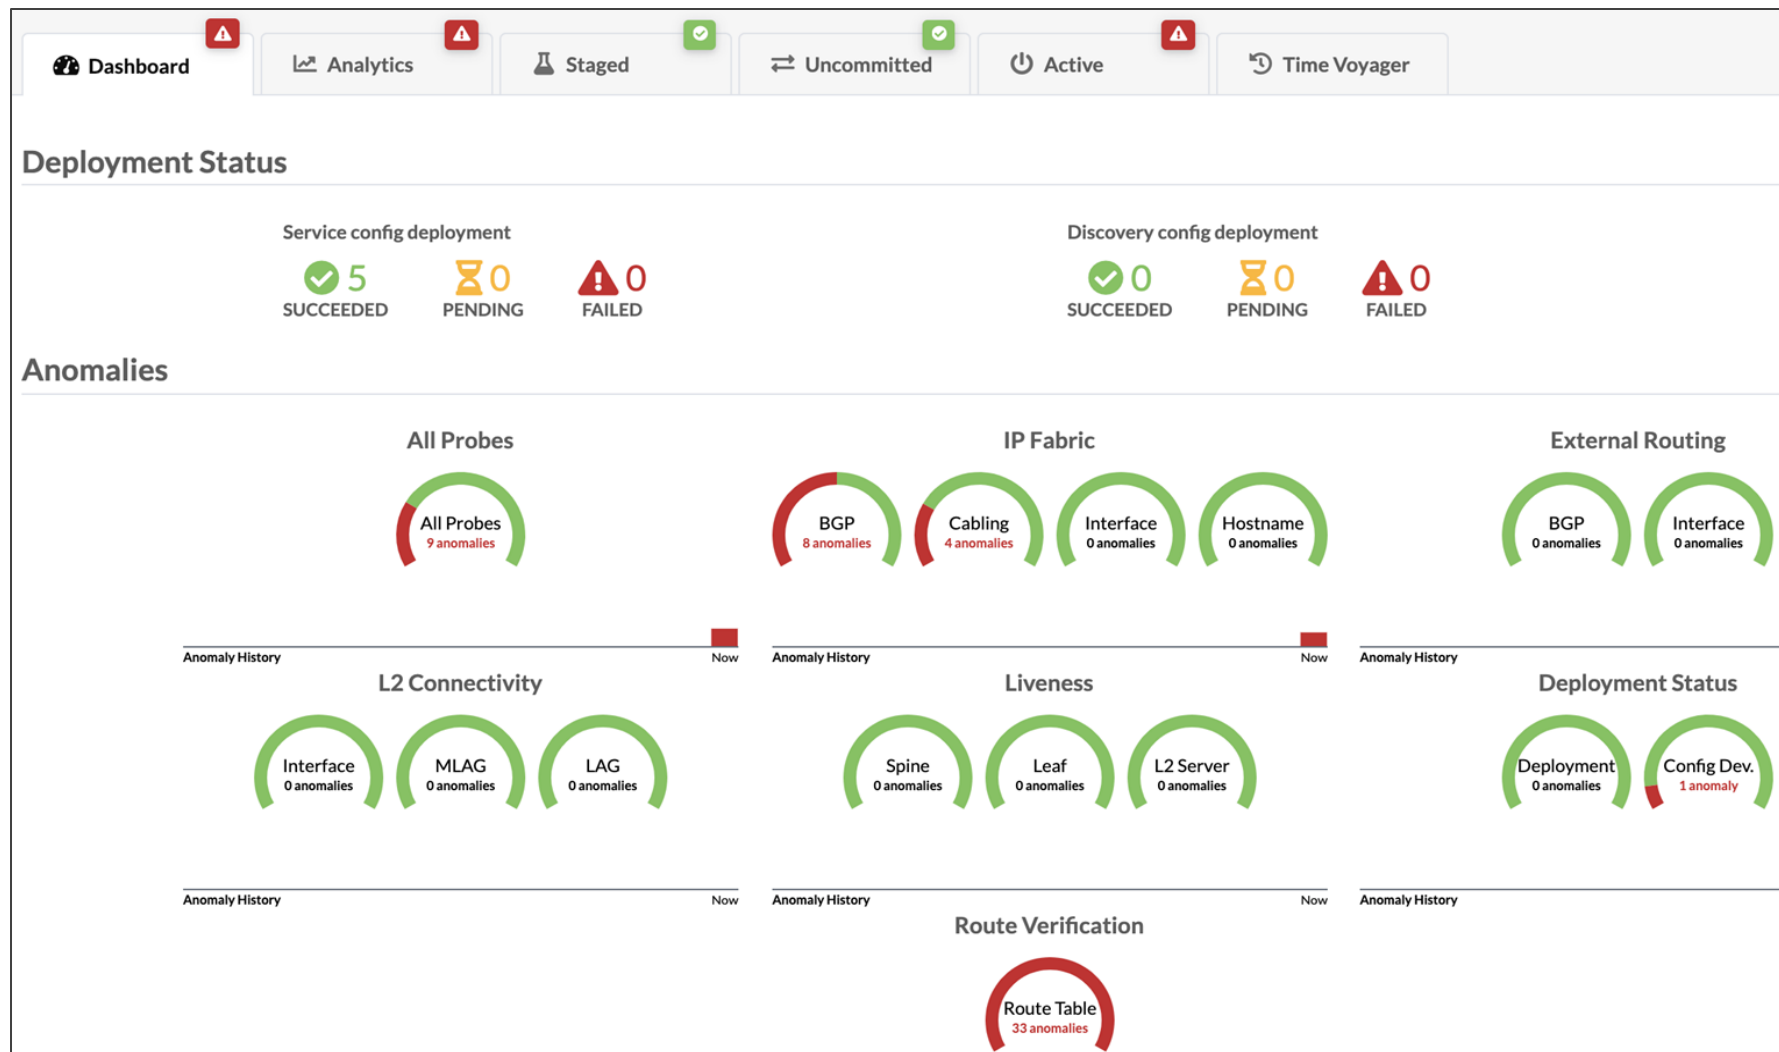 Dashboard Analytics Staged Uncommitted Active Time Voyager
Deployment Status
Service config deployment Discovery config deployment
5 0 0 0 0 0
SUCCEEDED PENDING FAILED SUCCEEDED PENDING FAILED
Anomalies
All Probes IP Fabric External Routing
All Probes BGP Cabling Interface Hostname BGP Interface
9 anomalies 8 anomalies 4 anomalies 0 anomalies 0 anomalies 0 anomalies 0 anomalies
Anomaly History Now Anomaly History Now Anomaly History
L2 Connectivity Liveness Deployment Status
Interface MLAG LAG Spine Leaf L2 Server Deployment Config Dev.
0 anomalies 0 anomalies 0 anomalies 0 anomalies 0 anomalies 0 anomalies 0 anomalies 1 anomaly
Anomaly History Now Anomaly History Now Anomaly History
Route Verification
Route Table
33 anomalies